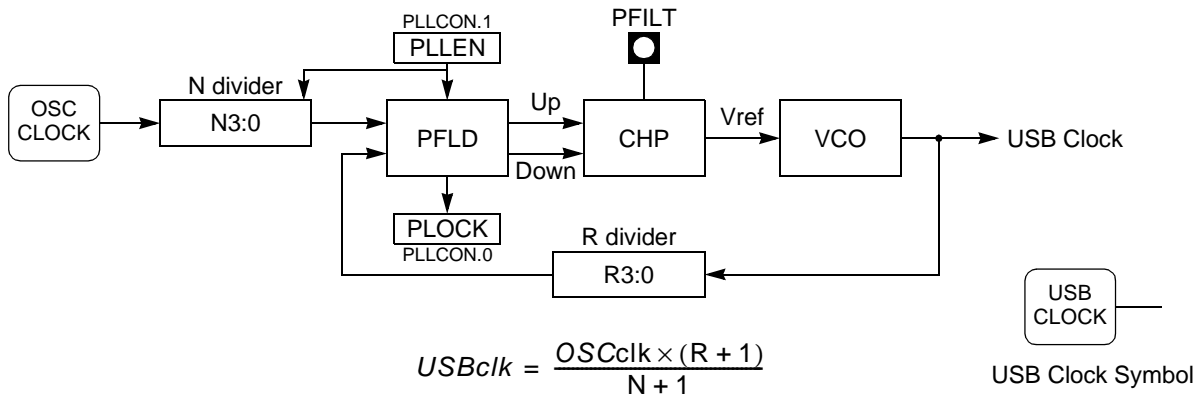 PFILT
PLLCON.1
PLLEN
N divider
OSC
CLOCK
N3:0
PFLD
Up
Down
CHP
Vref
VCO
USB Clock
PLOCK
PLLCON.0
R divider
R3:0
USB
CLOCK
USB Clock Symbol
USBclk = OSCclk × (R + 1)
N + 1